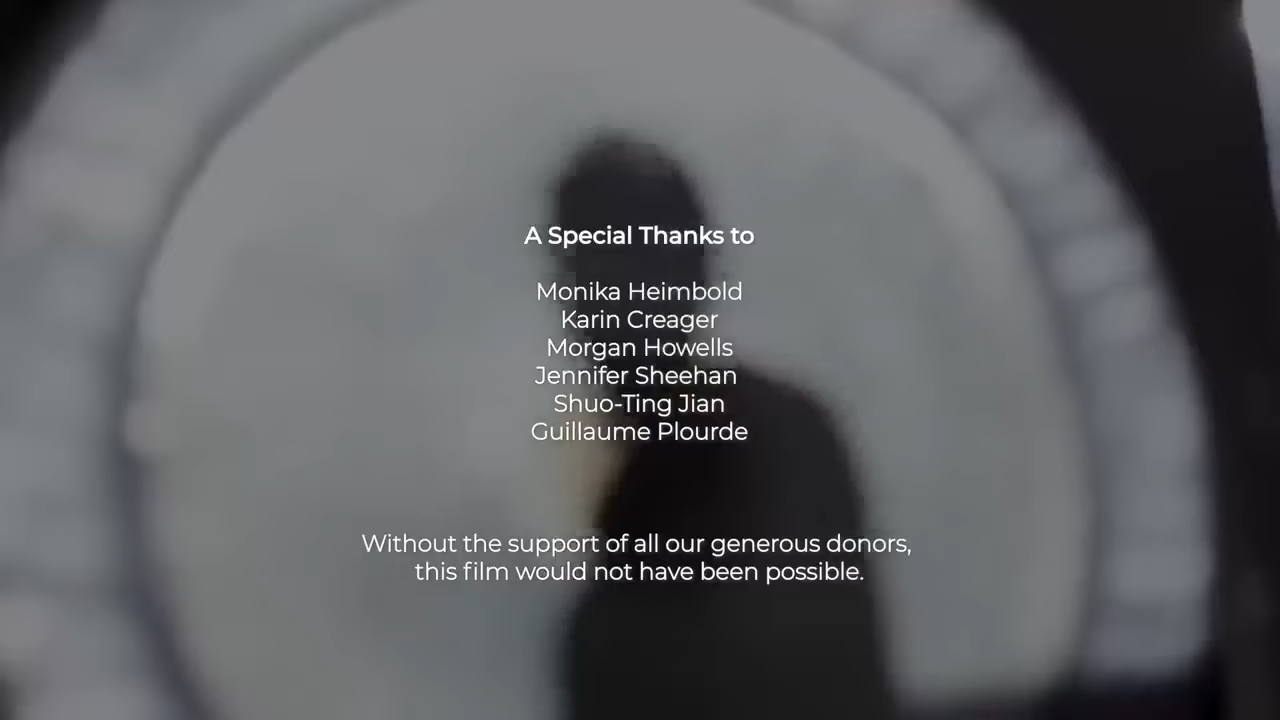 A Special Thanks to
Monika Heimbold
Karin Creager
Morgan Howells
Jennifer Sheehan
Shuo-Ting Jian
Guillaume Plourde
Without the support of all our generous donors,
this film would not have been possible.